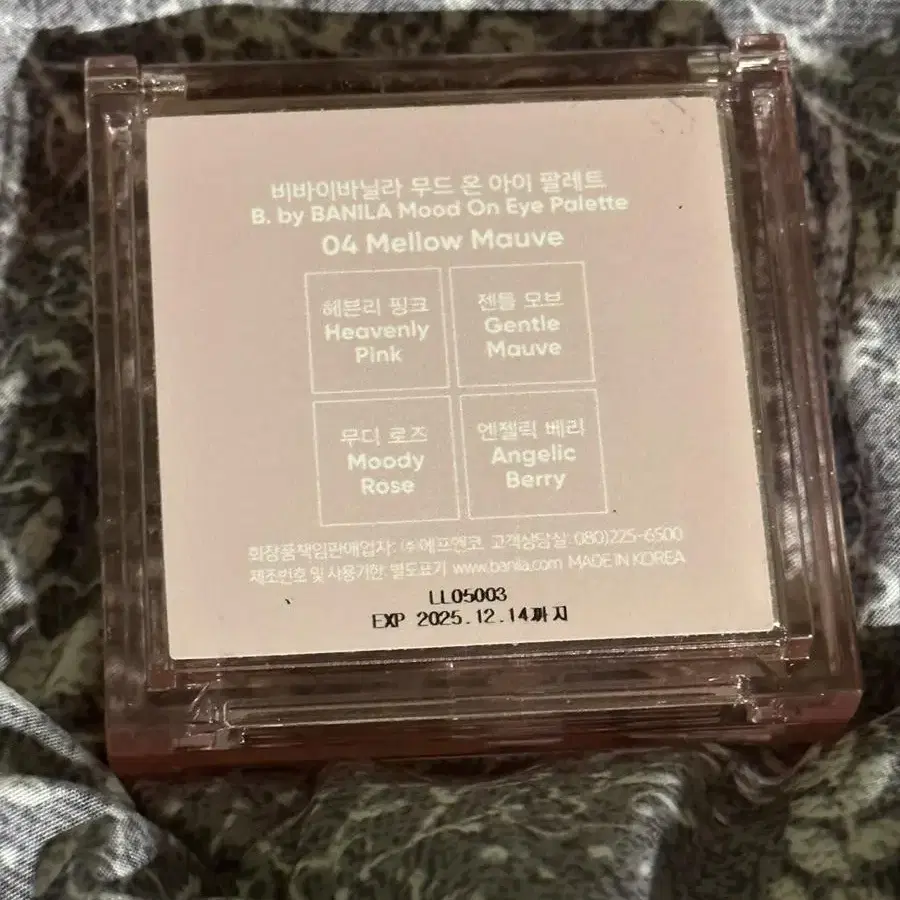 비바이바닐라 무드 온 아이 팔레트
B. by BANILA Mood On Eye Palette
04 Mellow Mauve
헤븐리 핑크
Heavenly
Pink
젠틀 모브
Gentle
Mauve
무디 로즈
Moody
Rose
엔젤릭 베리
Angelic
Berry
화장품책임판매업자: (주)에프앤코 고객상담실: 080)225-6500
제조번호 및 사용기한: 별도표기 www.banila.com MADE IN KOREA
LL05003
EXP 2025.12.14까지